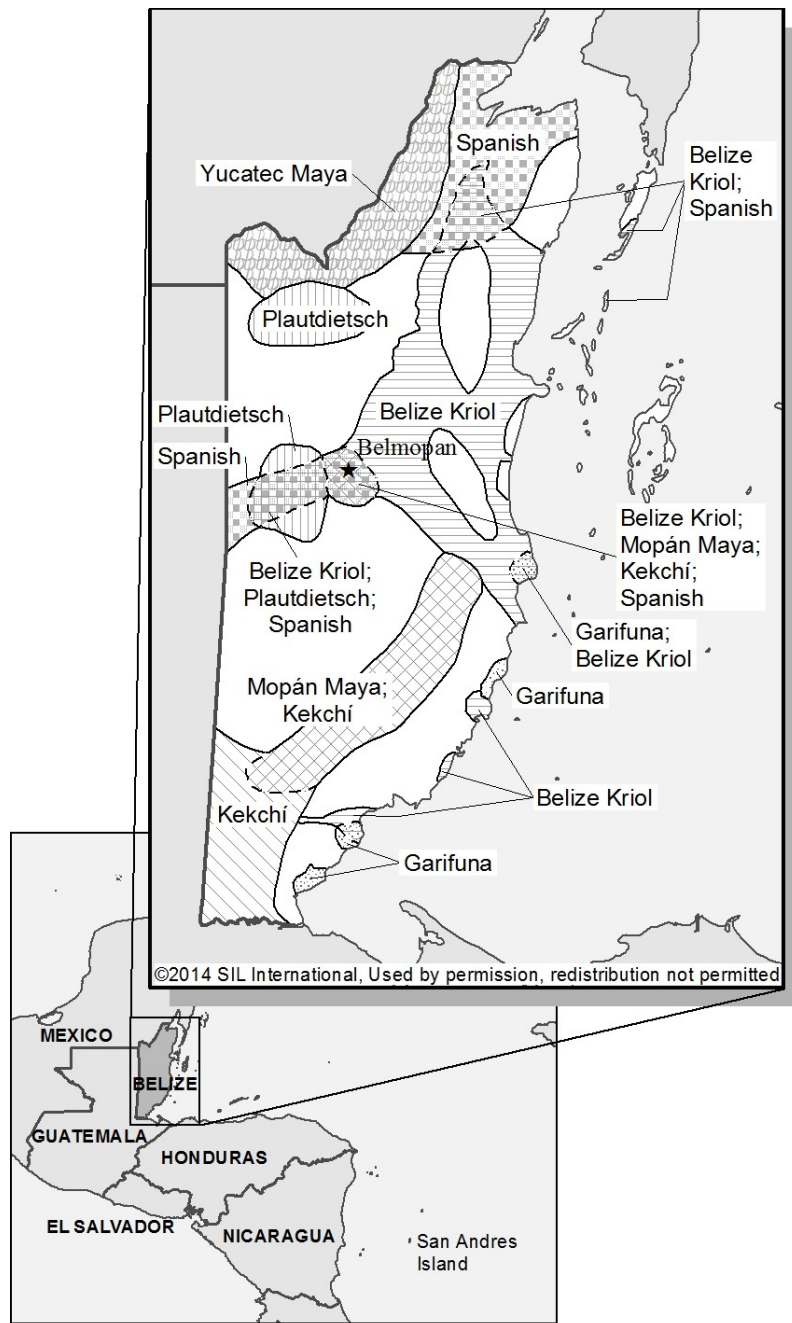 Spanish
Yucatec Maya
Belize
Kriol;
Spanish
Plautdietsch
Belize Kriol
Plautdietsch
Belmopan
Spanish
Belize Kriol;
Mopán Maya;
Kekchí;
Spanish
Belize Kriol;
Plautdietsch;
Spanish
Garifuna;
Belize Kriol
Mopán Maya;
Kekchí
Garifuna
Belize Kriol
Kekchí
Garifuna
©2014 SIL International, Used by permission, redistribution not permitted
MEXICO
BELIZE
GUATEMALA
HONDURAS
EL SALVADOR
NICARAGUA
San Andres
Island